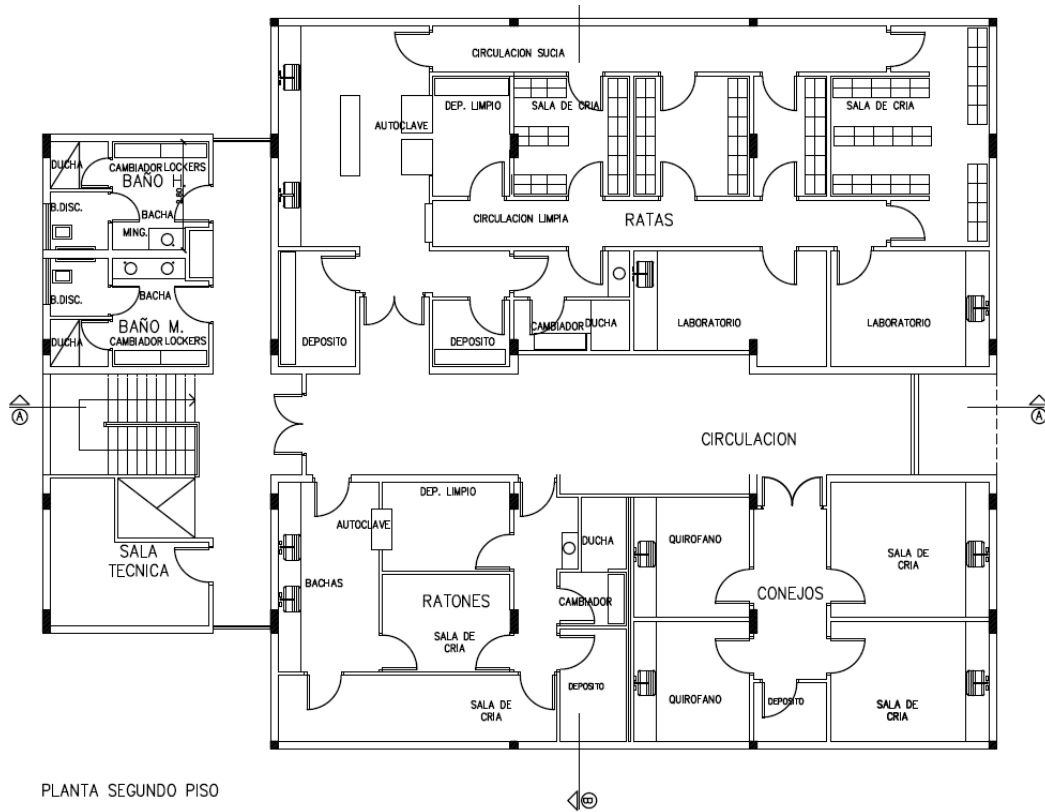 CIRCULACION SUCIA
DEP. LIMPIO
SALA DE CRIA
SALA DE CRIA
AUTOCLAVE
DUCHA
CAMBIADOR LOCKERS
BAÑO H.
B.DISC.
BACHA
MING.
CIRCULACION LIMPIA
RATAS
B.DISC.
BACHA
BAÑO M.
CAMBIADOR LOCKERS
DUCHA
DEPOSITO
DEPOSITO
CAMBIADOR
DUCHA
LABORATORIO
LABORATORIO
A
A
CIRCULACION
DEP. LIMPIO
AUTOCLAVE
DUCHA
QUIROFANO
SALA DE
CRIA
SALA
TECNICA
BACHAS
RATONES
CAMBIADOR
CONEJOS
SALA DE
CRIA
DEPOSITO
QUIROFANO
DEPOSITO
SALA DE
CRIA
SALA DE
CRIA
PLANTA SEGUNDO PISO
B